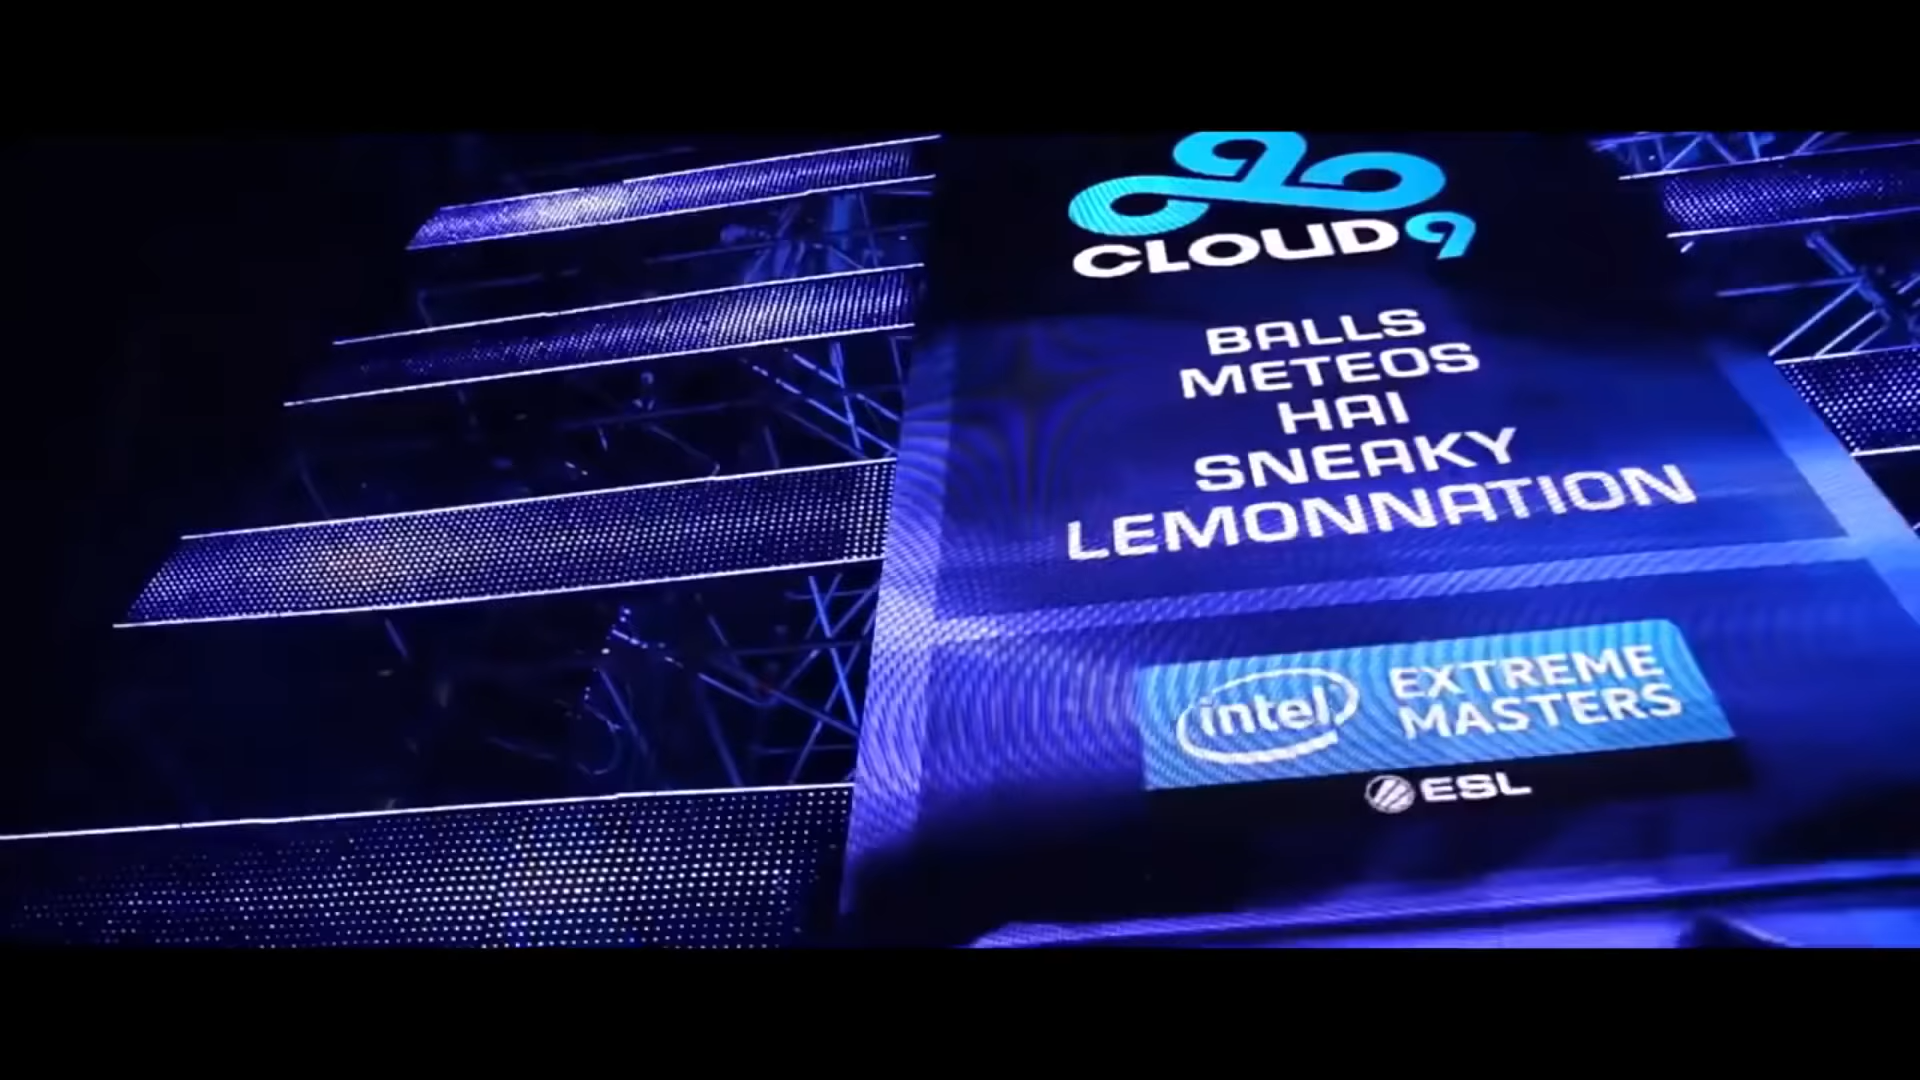 CLOUD9
BALLS
METEOS
HAI
SNEAKY
LEMONNATION
intel
EXTREME
MASTERS
ESL